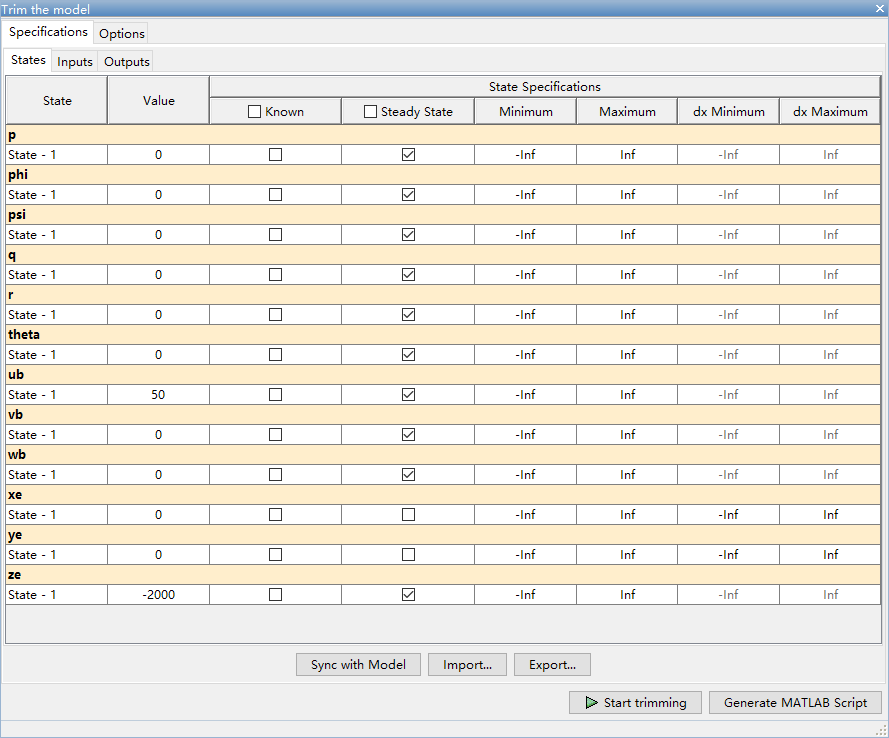 Trim the model
Specifications Options
States Inputs Outputs
State Value State Specifications
Known Steady State Minimum Maximum dx Minimum dx Maximum
p
State - 1 0 -Inf Inf -Inf Inf
phi
State - 1 0 -Inf Inf -Inf Inf
psi
State - 1 0 -Inf Inf -Inf Inf
q
State - 1 0 -Inf Inf -Inf Inf
r
State - 1 0 -Inf Inf -Inf Inf
theta
State - 1 0 -Inf Inf -Inf Inf
ub
State - 1 50 -Inf Inf -Inf Inf
vb
State - 1 0 -Inf Inf -Inf Inf
wb
State - 1 0 -Inf Inf -Inf Inf
xe
State - 1 0 -Inf Inf -Inf Inf
ye
State - 1 0 -Inf Inf -Inf Inf
ze
State - 1 -2000 -Inf Inf -Inf Inf
Sync with Model Import... Export...
Start trimming Generate MATLAB Script